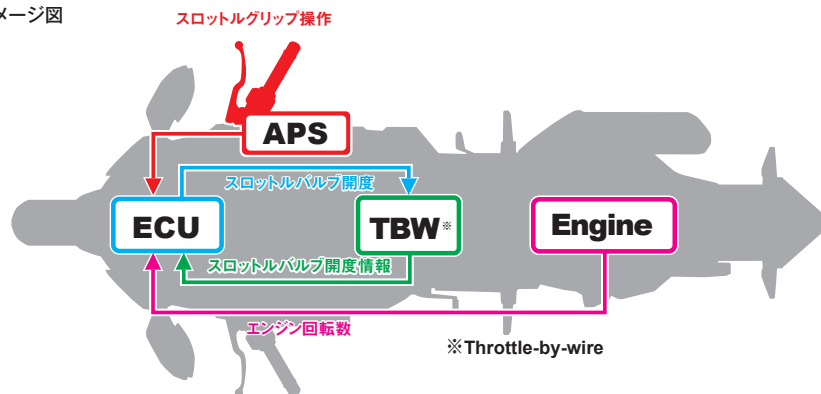 メージ図
スロットルグリップ操作
APS
スロットルバルブ開度
ECU
TBW※
Engine
スロットルバルブ開度情報
エンジン回転数
※Throttle-by-wire